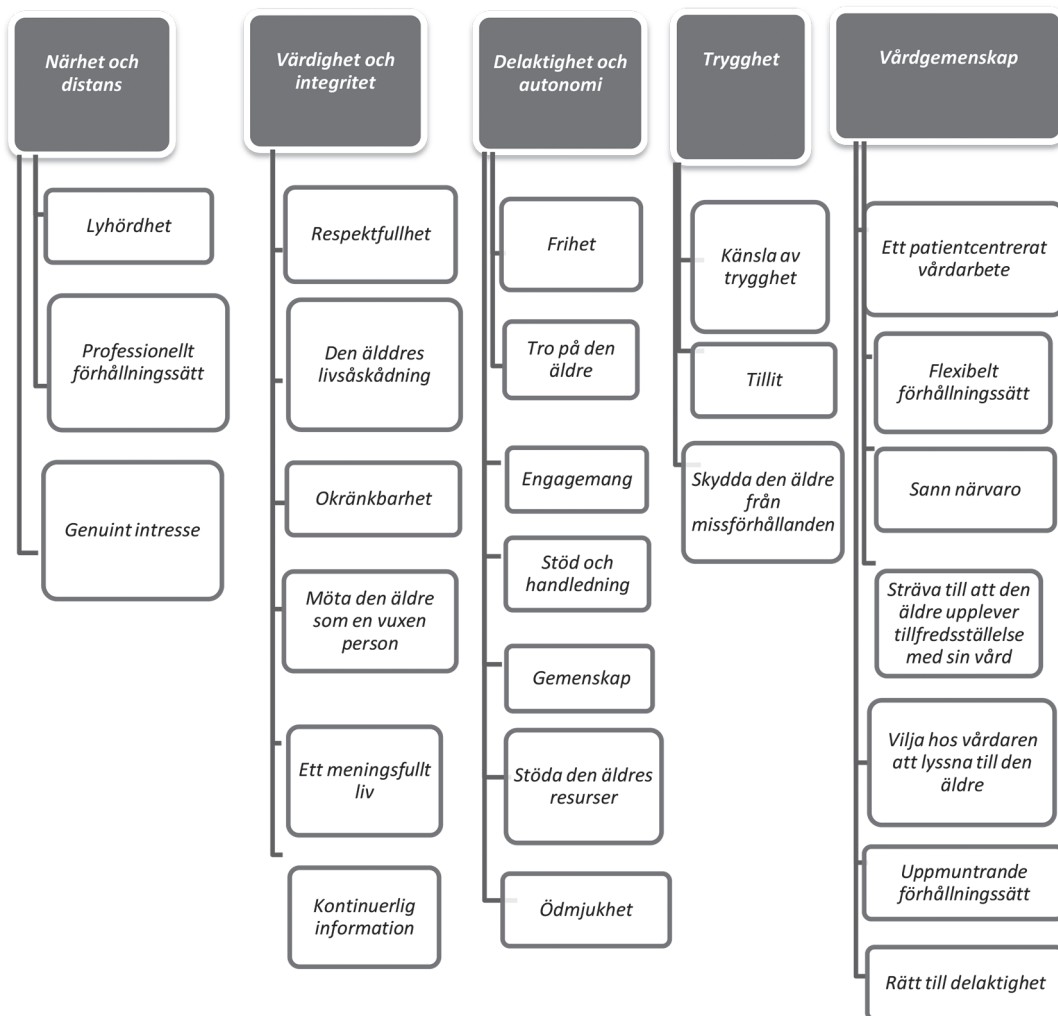 Närhet och
distans
Lyhördhet
Professionellt
förhållningssätt
Genuint intresse
Värdighet och
integritet
Respektfullhet
Den älddres
livsåskådning
Okränkbarhet
Möta den äldre
som en vuxen
person
Ett meningsfullt
liv
Kontinuerlig
information
Delaktighet och
autonomi
Frihet
Tro på den
äldre
Engagemang
Stöd och
handledning
Gemenskap
Stöda den äldres
resurser
Ödmjukhet
Trygghet
Känsla av
trygghet
Tillit
Skydda den äldre
från
missförhållanden
Vårdgemenskap
Ett patientcentrerat
vårdarbete
Flexibelt
förhållningssätt
Sann närvaro
Sträva till att den
äldre upplever
tillfredsställelse
med sin vård
Vilja hos vårdaren
att lyssna till den
äldre
Uppmuntrande
förhållningssätt
Rätt till delaktighet